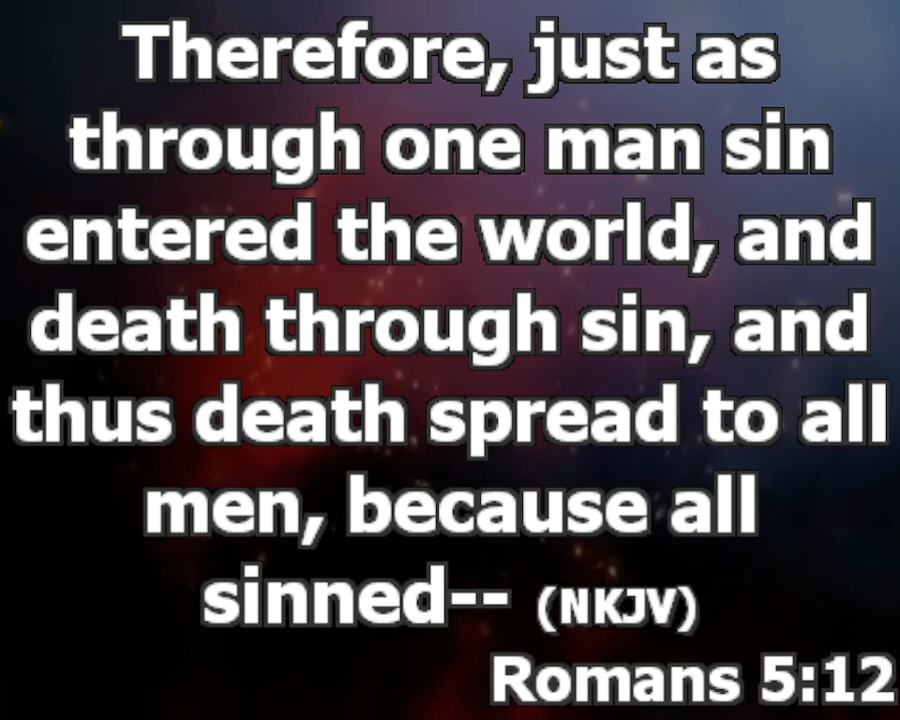 Therefore, just as
through one man sin
entered the world, and
death through sin, and
thus death spread to all
men, because all
sinned-- (NKJV)
Romans 5:12